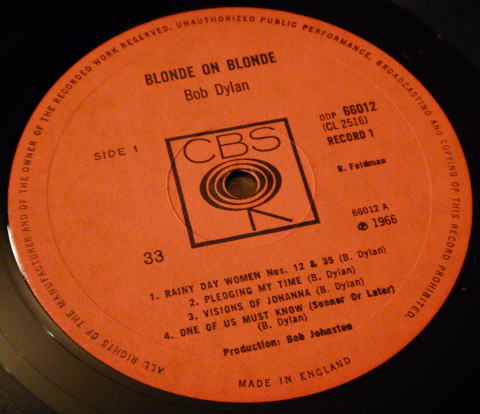 ALL RIGHTS OF THE MANUFACTURER AND OF THE OWNER OF THE RECORDED WORK RESERVED. UNAUTHORIZED PUBLIC PERFORMANCE, BROADCASTING AND COPYING OF THIS RECORD PROHIBITED.
BLONDE ON BLONDE
Bob Dylan
DDP 66012
(CL 2516)
RECORD 1
SIDE 1
CBS
B. Feldman
66012 A
℗ 1966
33
1. RAINY DAY WOMEN Nos. 12 & 35 (B. Dylan)
2. PLEDGING MY TIME (B. Dylan)
3. VISIONS OF JOHANNA (B. Dylan)
4. ONE OF US MUST KNOW (Sooner Or Later)
(B. Dylan)
Production: Bob Johnston
MADE IN ENGLAND